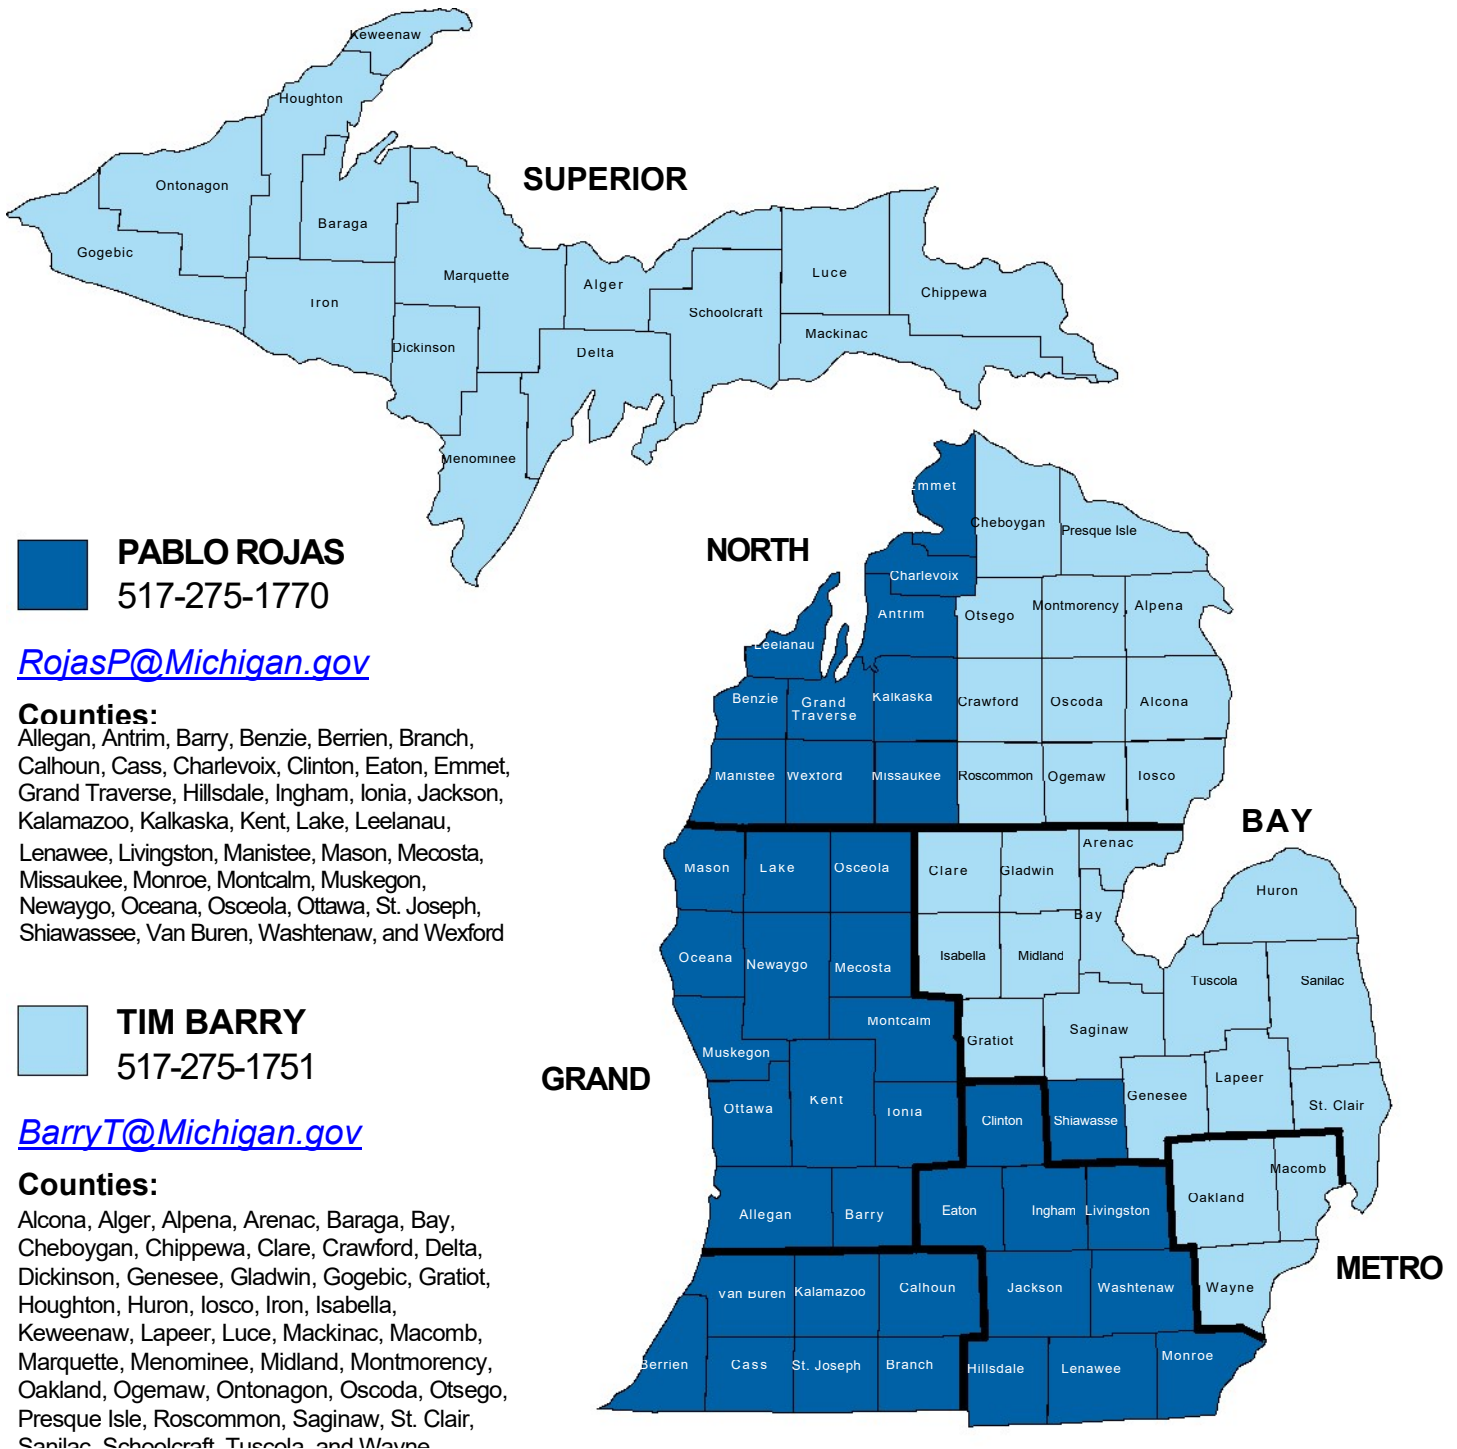 Keweenaw
Houghton
SUPERIOR
Ontonagon
Baraga
Gogebic
Marquette
Luce
Alger
Chippewa
Iron
Schoolcraft
Mackinac
Dickinson
Delta
Menominee
Emmet
Cheboygan
Presque Isle
NORTH
Charlevoix
Antrim
Otsego
Montmorency
Alpena
Leelanau
Benzie
Grand
Traverse
Kalkaska
Crawford
Oscoda
Alcona
Manistee
Wexford
Missaukee
Roscommon
Ogemaw
Iosco
PABLO ROJAS
517-275-1770
RojasP@Michigan.gov
Counties:
Allegan, Antrim, Barry, Benzie, Berrien, Branch,
Calhoun, Cass, Charlevoix, Clinton, Eaton, Emmet,
Grand Traverse, Hillsdale, Ingham, Ionia, Jackson,
Kalamazoo, Kalkaska, Kent, Lake, Leelanau,
Lenawee, Livingston, Manistee, Mason, Mecosta,
Missaukee, Monroe, Montcalm, Muskegon,
Newaygo, Oceana, Osceola, Ottawa, St. Joseph,
Shiawassee, Van Buren, Washtenaw, and Wexford
BAY
Arenac
Mason
Lake
Osceola
Clare
Gladwin
Huron
Bay
Oceana
Newaygo
Mecosta
Isabella
Midland
Tuscola
Sanilac
Montcalm
Gratiot
Saginaw
Muskegon
GRAND
Lapeer
Ottawa
Kent
Ionia
Clinton
Shiawasse
Genesee
St. Clair
Macomb
Oakland
Allegan
Barry
Eaton
Ingham
Livingston
METRO
Van Buren
Kalamazoo
Calhoun
Jackson
Washtenaw
Wayne
Berrien
Cass
St. Joseph
Branch
Hillsdale
Lenawee
Monroe
TIM BARRY
517-275-1751
BarryT@Michigan.gov
Counties:
Alcona, Alger, Alpena, Arenac, Baraga, Bay,
Cheboygan, Chippewa, Clare, Crawford, Delta,
Dickinson, Genesee, Gladwin, Gogebic, Gratiot,
Houghton, Huron, Iosco, Iron, Isabella,
Keweenaw, Lapeer, Luce, Mackinac, Macomb,
Marquette, Menominee, Midland, Montmorency,
Oakland, Ogemaw, Ontonagon, Oscoda, Otsego,
Presque Isle, Roscommon, Saginaw, St. Clair,
Sanilac, Schoolcraft, Tuscola, and Wayne